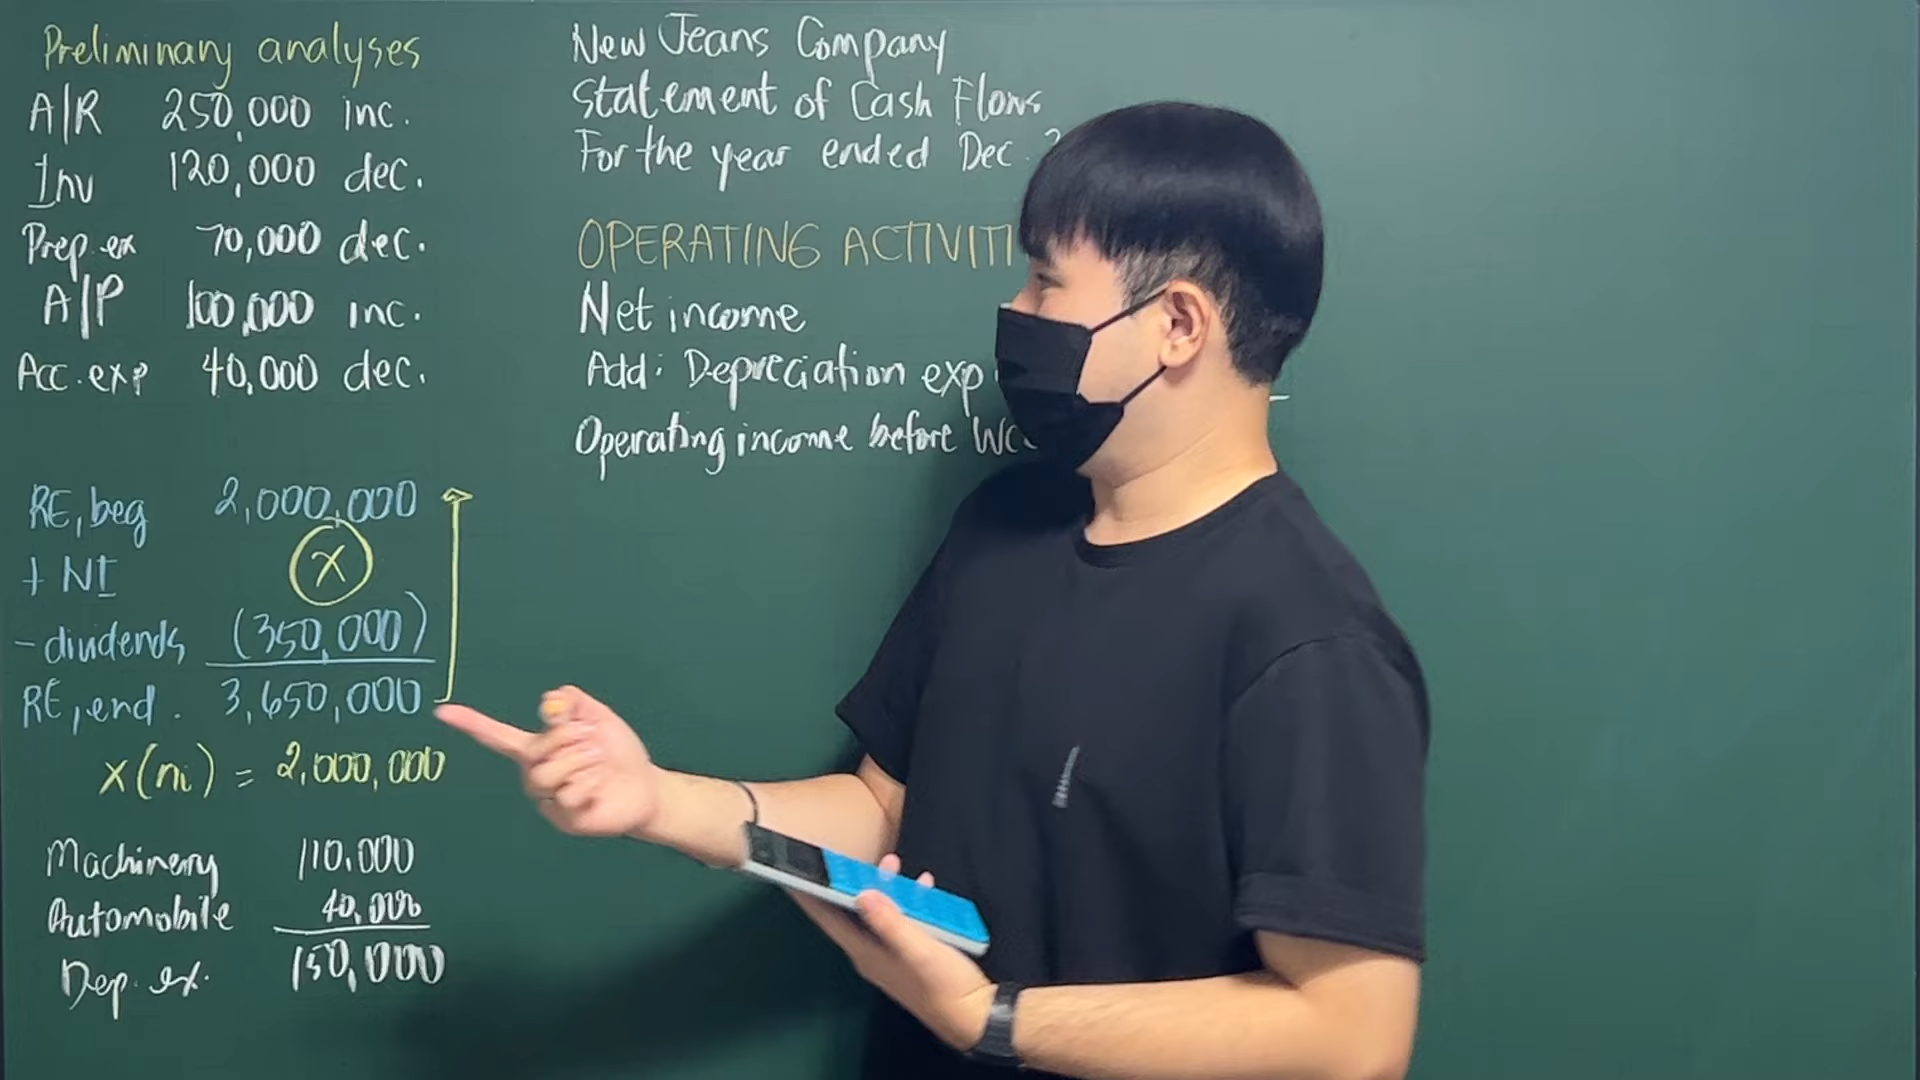 Preliminary analyses
A/R 250,000 inc.
Inv 120,000 dec.
Prep. ex 70,000 dec.
A/P 100,000 inc.
Acc. exp 40,000 dec.
RE, beg 2,000,000
+ NI X
- dividends (350,000)
RE, end. 3,650,000
x (ni) = 2,000,000
Machinery 110,000
Automobile 40,000
Dep. ex. 150,000
New Jeans Company
Statement of Cash Flows
For the year ended Dec.
OPERATING ACTIVITI
Net income
Add: Depreciation exp
Operating income before WC